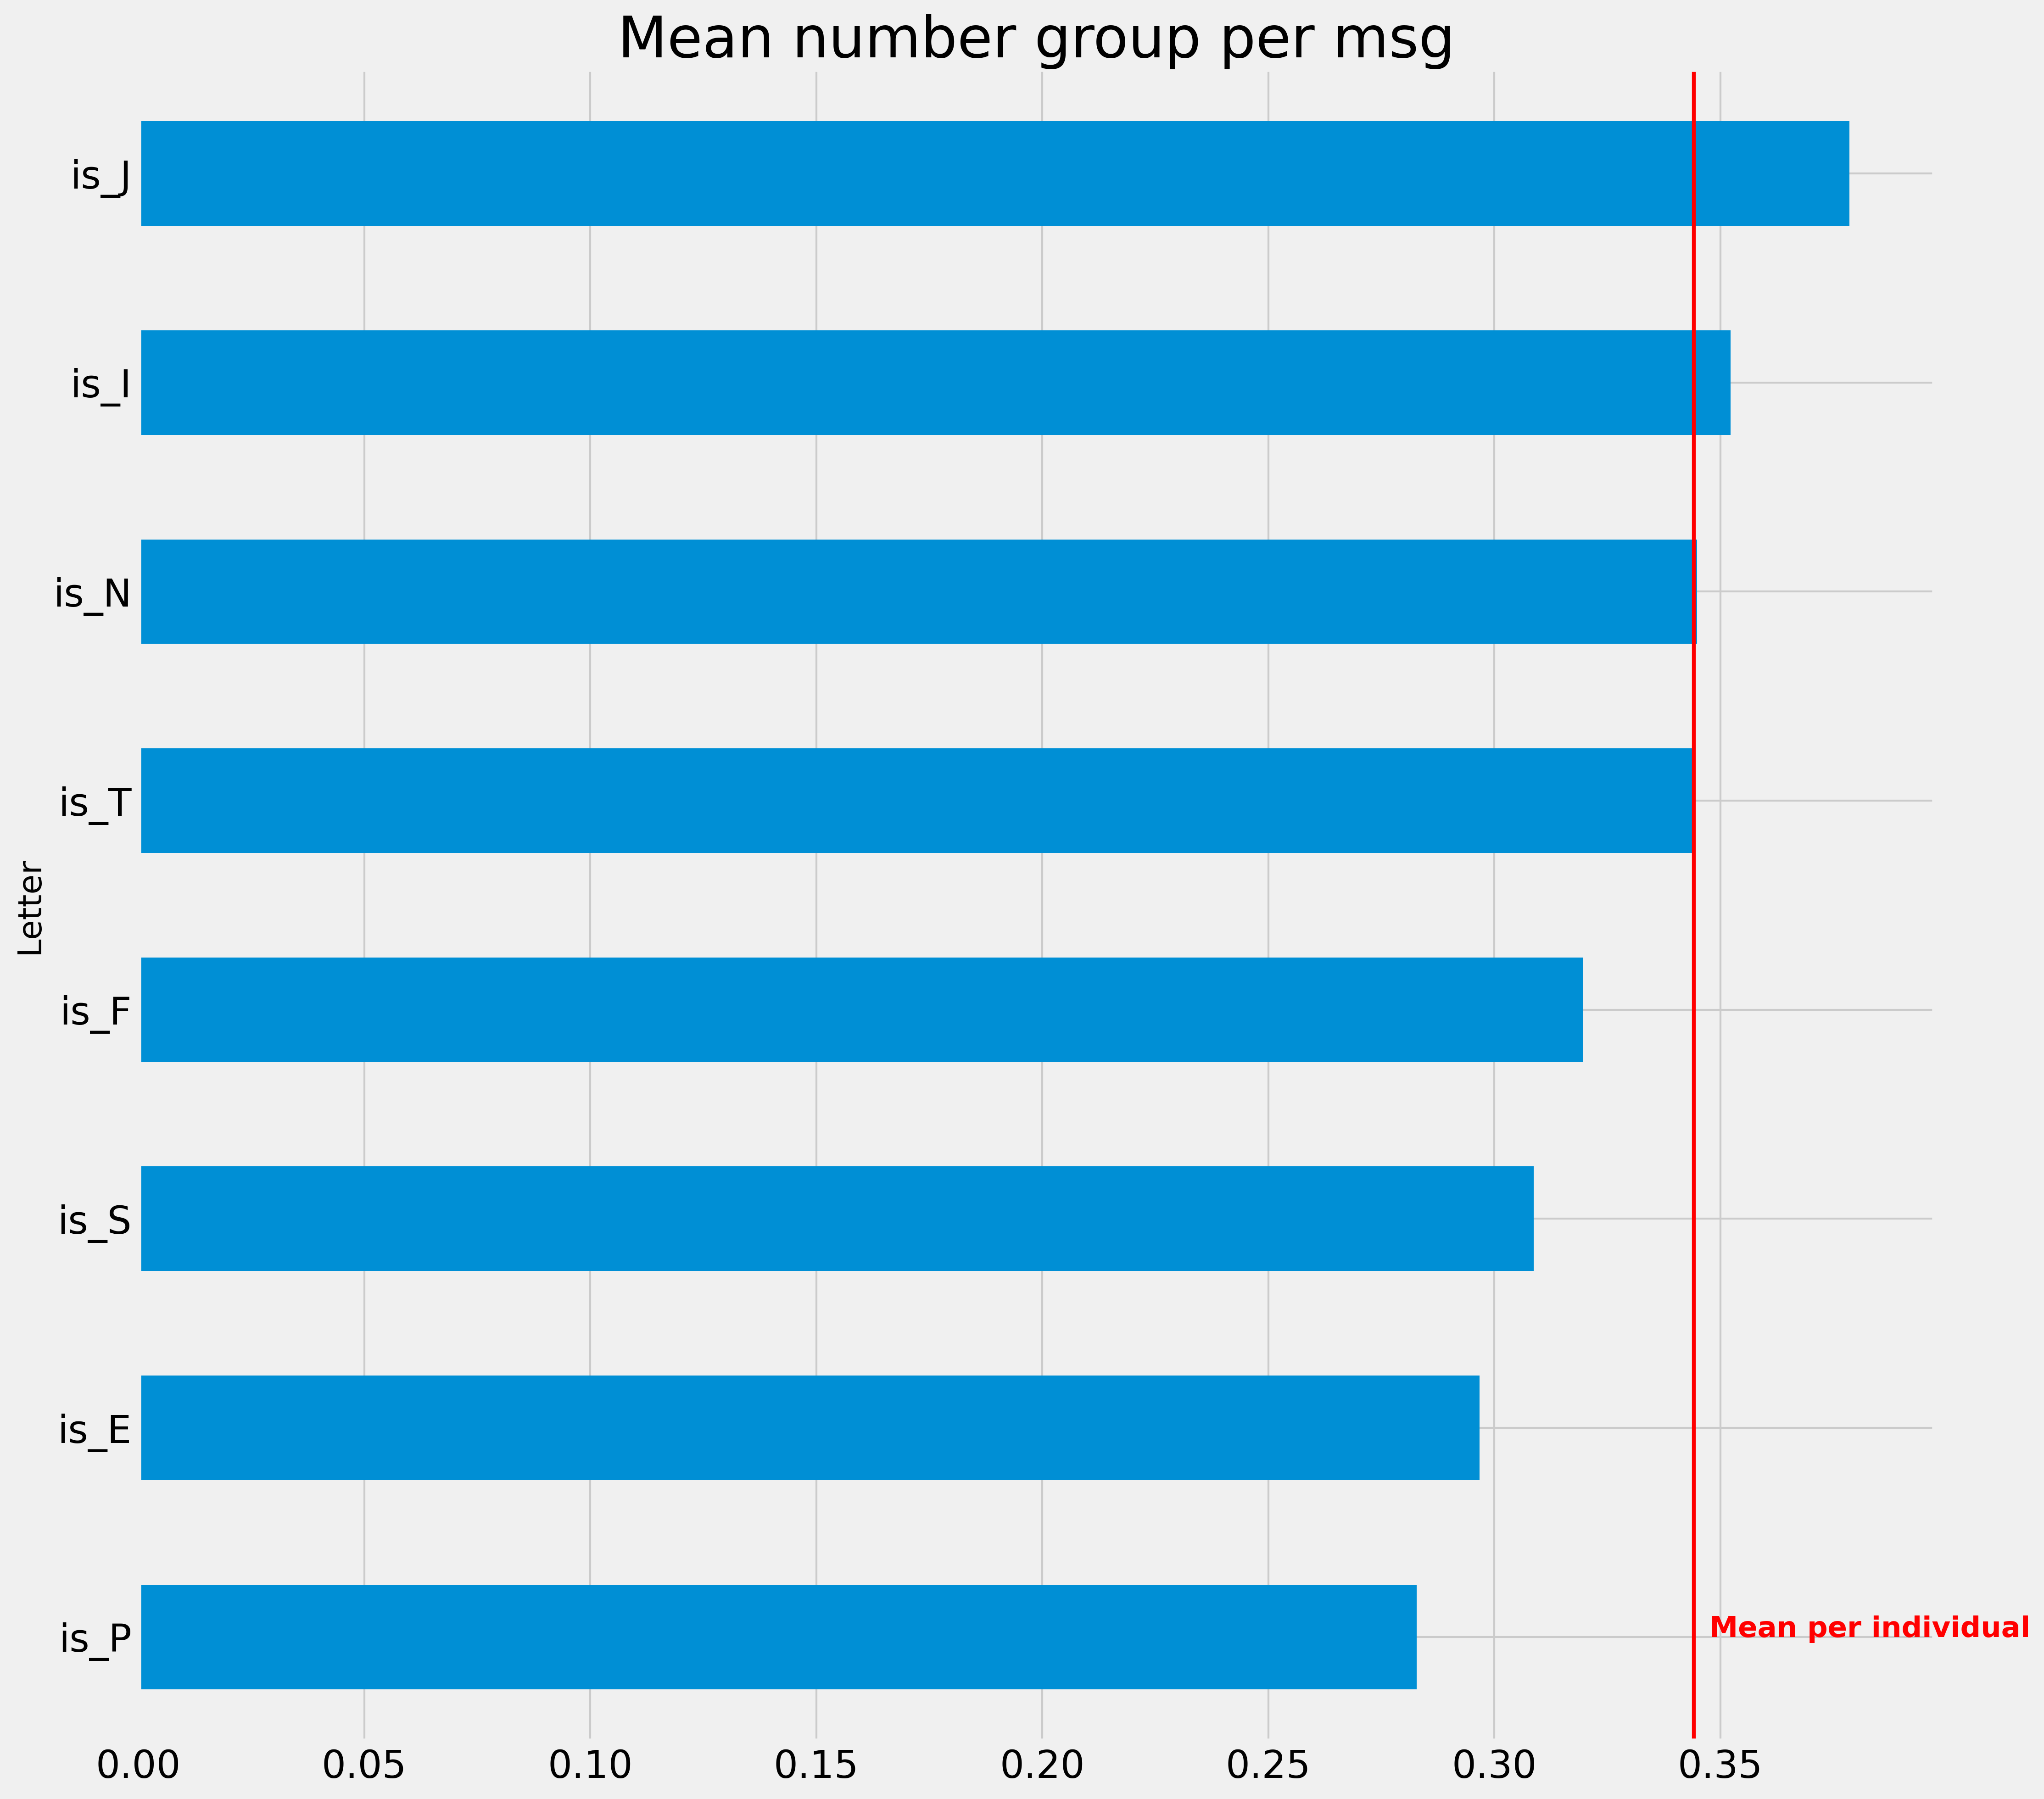 Mean number group per msg
is_J
is_I
is_N
is_T
Letter
is_F
is_S
is_E
is_P
Mean per individual
0.00 0.05 0.10 0.15 0.20 0.25 0.30 0.35